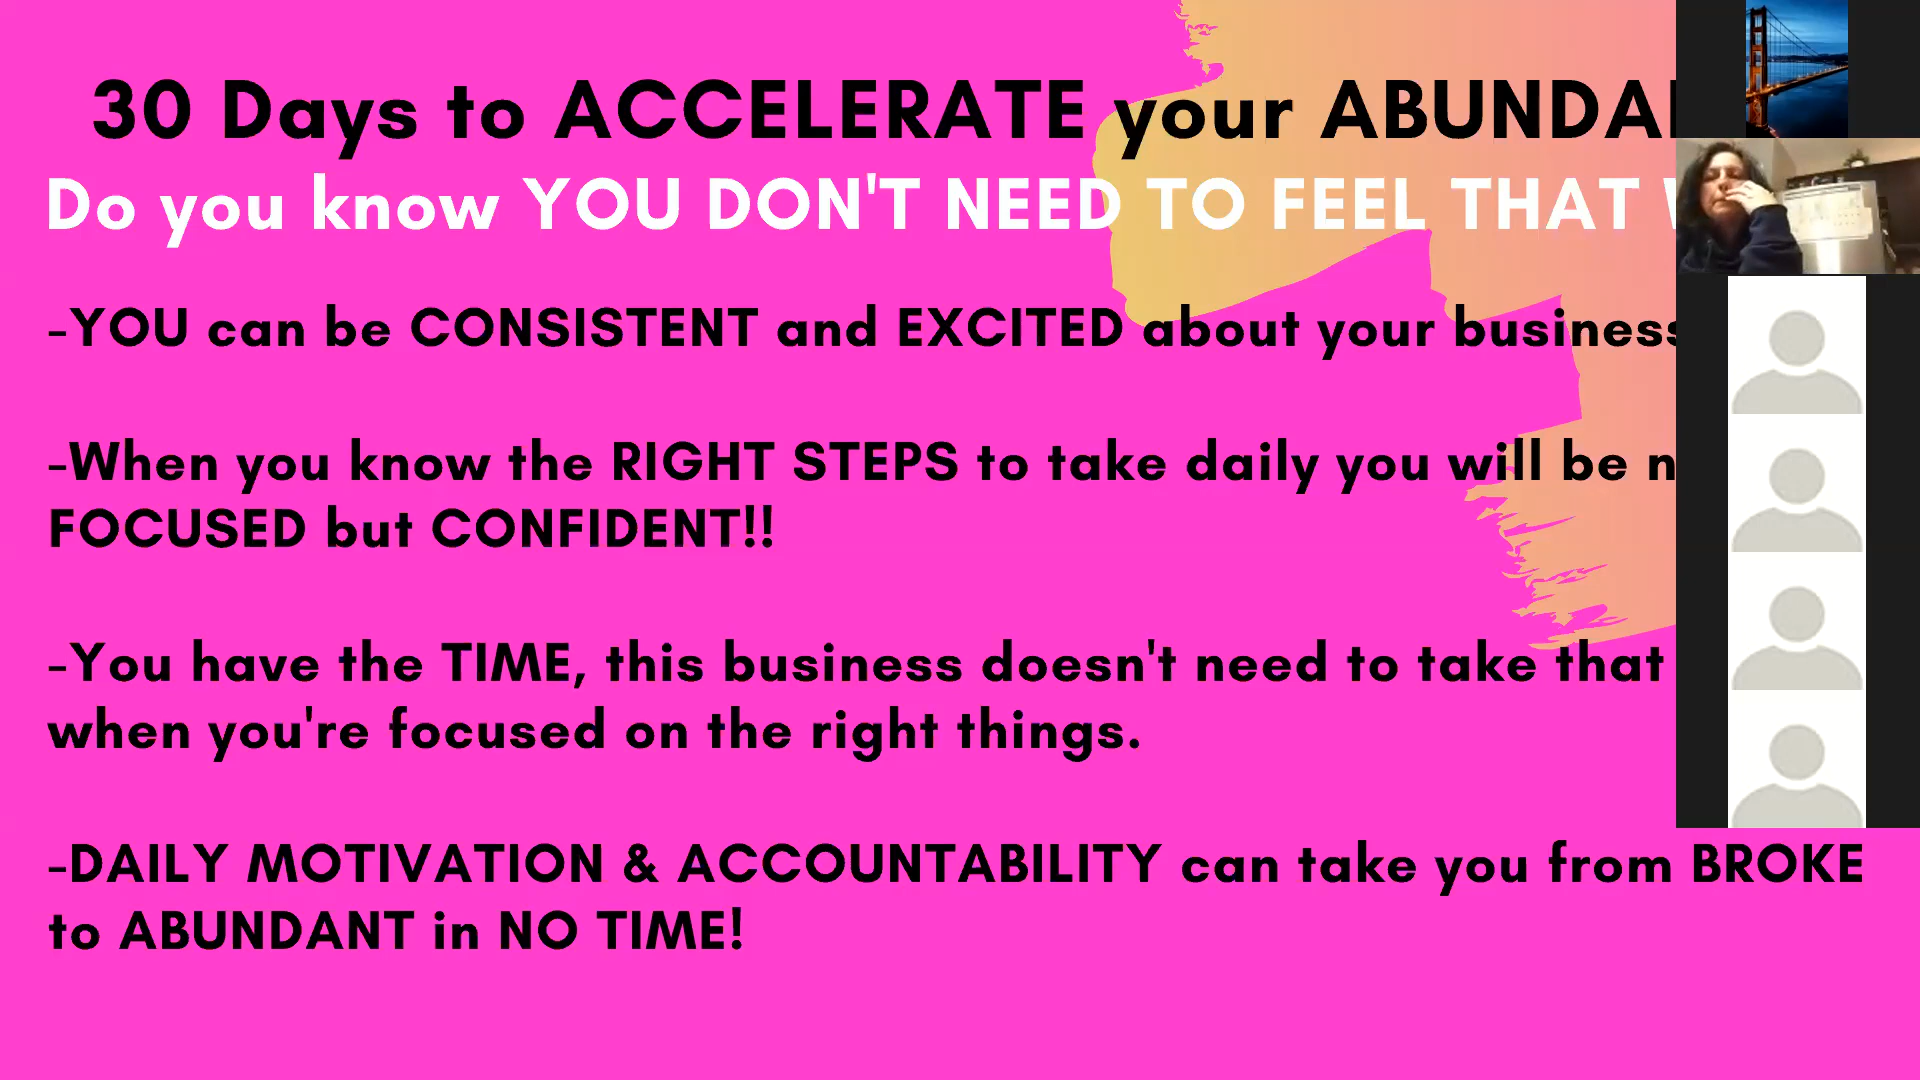 30 Days to ACCELERATE your
Do you know YOU DON'T NEED TO FEEL THAT
-YOU can be CONSISTENT and EXCITED about your business
-When you know the RIGHT STEPS to take daily you will be
FOCUSED but CONFIDENT!!
-You have the TIME, this business doesn't need to take that
when you're focused on the right things.
-DAILY MOTIVATION & ACCOUNTABILITY can take you from BROKE
to ABUNDANT in NO TIME!